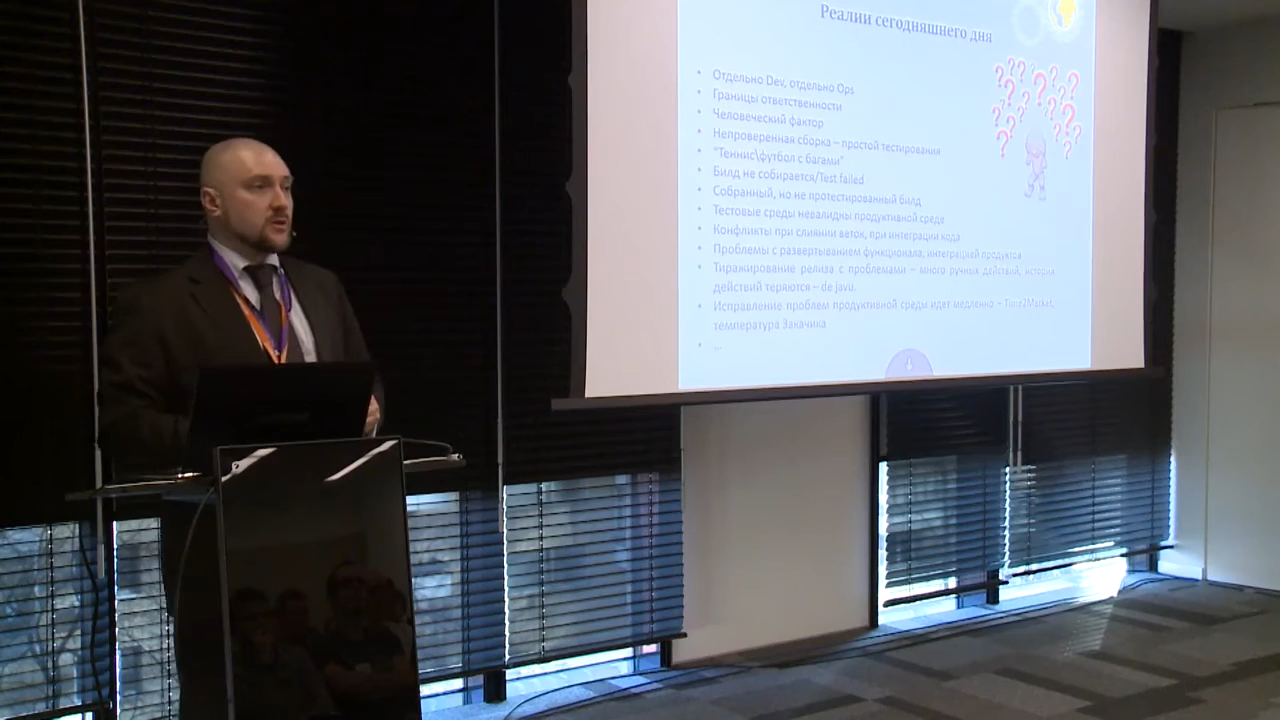 Реалии сегодняшнего дня
• Отдельно Dev, отдельно Ops
• Границы ответственности
• Человеческий фактор
• Непроверенная сборка – простой тестирования
• "Теннис\футбол с багами"
• Билд не собирается/Test failed
• Собранный, но не протестированный билд
• Тестовые среды невалидны продуктивной среде
• Конфликты при слиянии веток, при интеграции кода
• Проблемы с развертыванием функционала, интеграцией продуктов
• Тиражирование релиза с проблемами – много ручных действий, история
действий теряются – de javu.
• Исправление проблем продуктивной среды идет медленно – Time2Market,
температура Заказчика
• ...